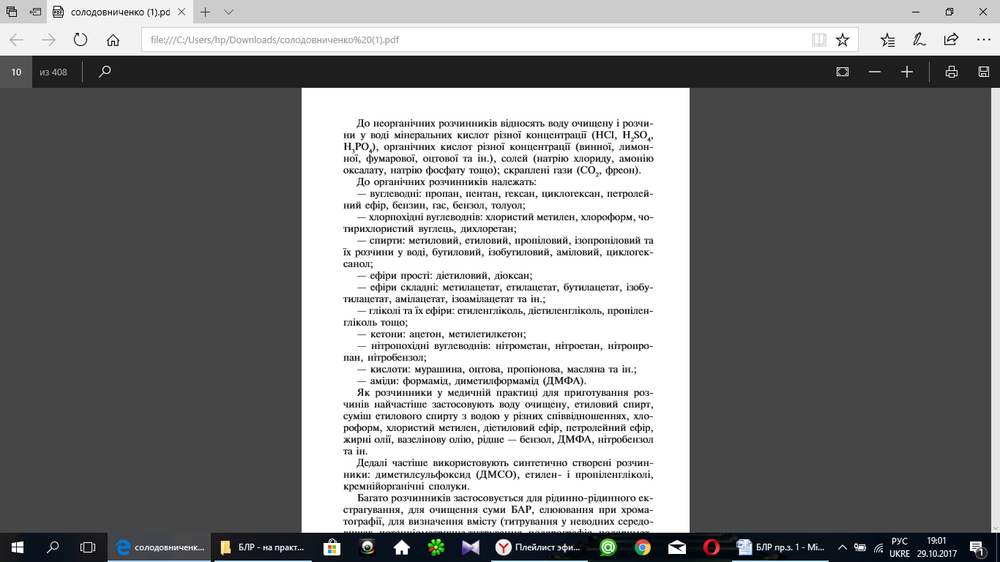 солодовниченко (1).pd
file:///C:/Users/hp/Downloads/солодовниченко%20(1).pdf
10 из 408
До неорганічних розчинників відносять воду очищену і розчи-
ни у воді мінеральних кислот різної концентрації (HCl, H2SO4,
H3PO4), органічних кислот різної концентрації (винної, лимон-
ної, фумарової, оцтової та ін.), солей (натрію хлориду, амонію
оксалату, натрію фосфату тощо); скраплені гази (CO2, фреон).
До органічних розчинників належать:
— вуглеводні: пропан, пентан, гексан, циклогексан, петролей-
ний ефір, бензин, гас, бензол, толуол;
— хлорпохідні вуглеводнів: хлористий метилен, хлороформ, чо-
тирихлористий вуглець, дихлоретан;
— спирти: метиловий, етиловий, пропіловий, ізопропіловий та
їх розчини у воді, бутиловий, ізобутиловий, аміловий, циклогек-
санол;
— ефіри прості: діетиловий, діоксан;
— ефіри складні: метилацетат, етилацетат, бутилацетат, ізобу-
тилацетат, амілацетат, ізоамілацетат та ін.;
— гліколі та їх ефіри: етиленгліколь, діетиленгліколь, пропілен-
гліколь тощо;
— кетони: ацетон, метилетилкетон;
— нітропохідні вуглеводнів: нітрометан, нітроетан, нітропро-
пан, нітробензол;
— кислоти: мурашина, оцтова, пропіонова, масляна та ін.;
— аміди: формамід, диметилформамід (ДМФА).
Як розчинники у медичній практиці для приготування роз-
чинів найчастіше застосовують воду очищену, етиловий спирт,
суміш етилового спирту з водою у різних співвідношеннях, хло-
роформ, хлористий метилен, діетиловий ефір, петролейний ефір,
жирні олії, вазелінову олію, рідше — бензол, ДМФА, нітробензол
та ін.
Дедалі частіше використовують синтетично створені розчин-
ники: диметилсульфоксид (ДМСО), етилен- і пропіленгліколі,
кремнійорганічні сполуки.
Багато розчинників застосовується для рідинно-рідинного ек-
страгування, для очищення суми БАР, елюювання при хрома-
тографії, для визначення вмісту (титрування у неводних середо-
солодовниченк... БЛР - на практ... Плейлист эфи... БЛР пр.з. 1 - Mi... РУС 19:01
UKRE 29.10.2017 1